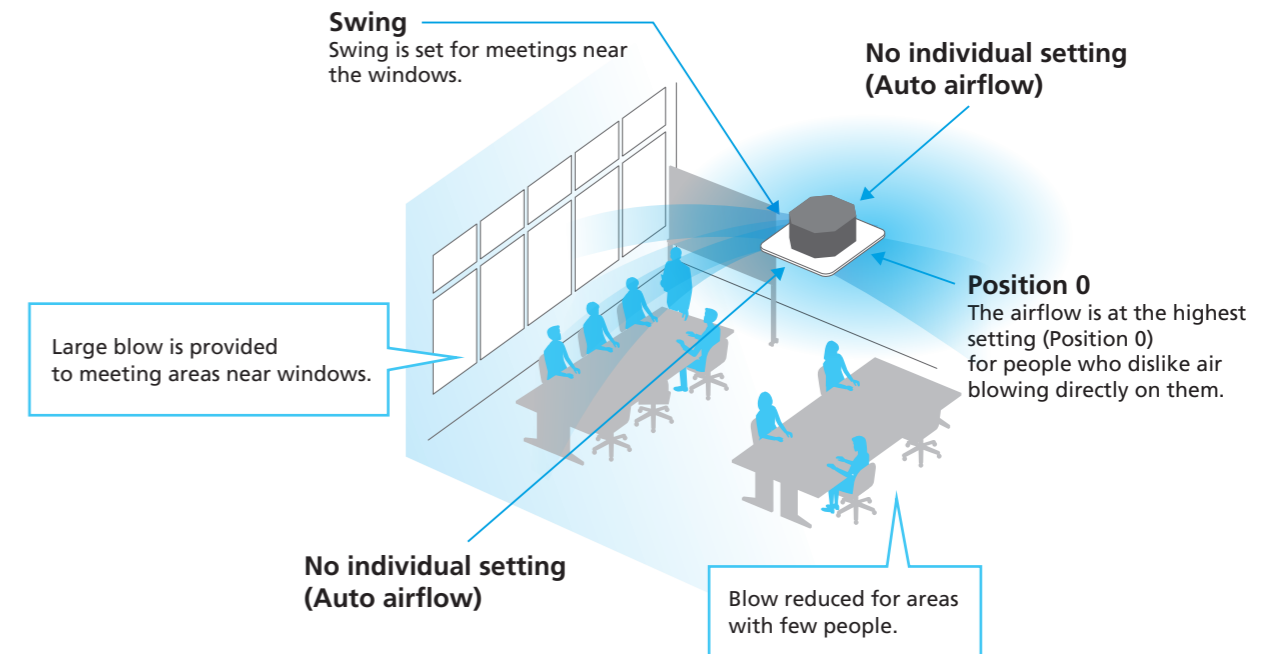 Swing
Swing is set for meetings near
the windows.
No individual setting
(Auto airflow)
Position 0
The airflow is at the highest
setting (Position 0)
for people who dislike air
blowing directly on them.
Large blow is provided
to meeting areas near windows.
No individual setting
(Auto airflow)
Blow reduced for areas
with few people.